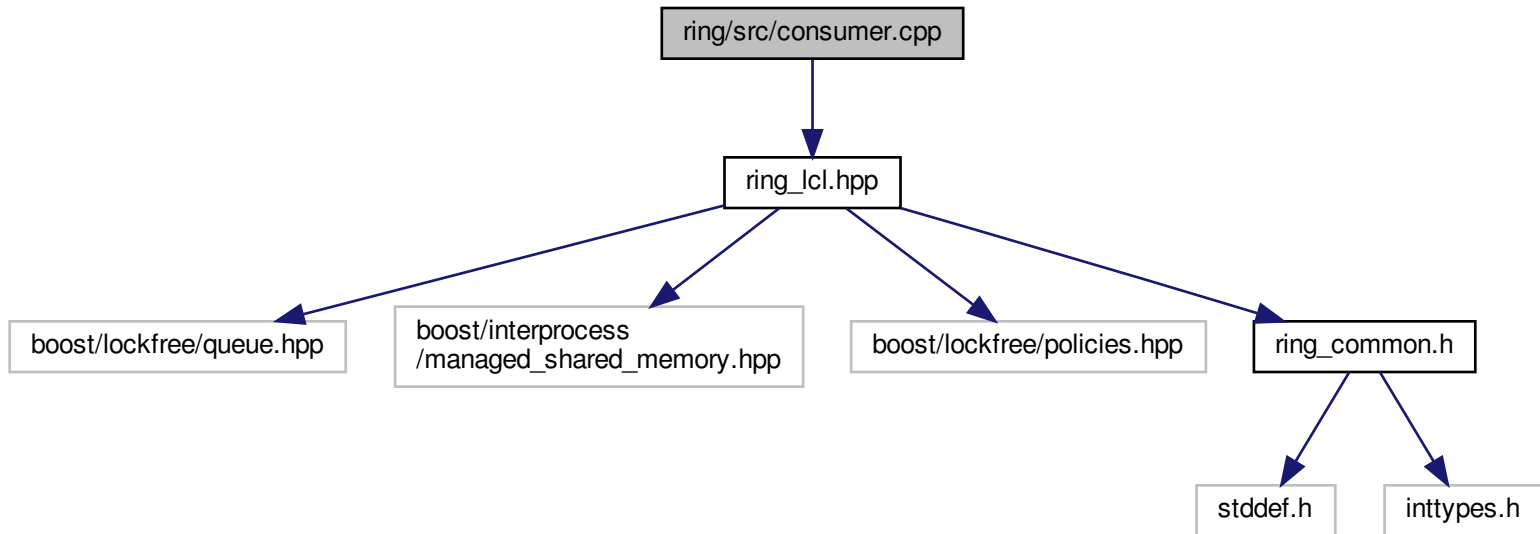 ring/src/consumer.cpp
ring_lcl.hpp
boost/lockfree/queue.hpp
boost/interprocess
/managed_shared_memory.hpp
boost/lockfree/policies.hpp
ring_common.h
stddef.h
inttypes.h